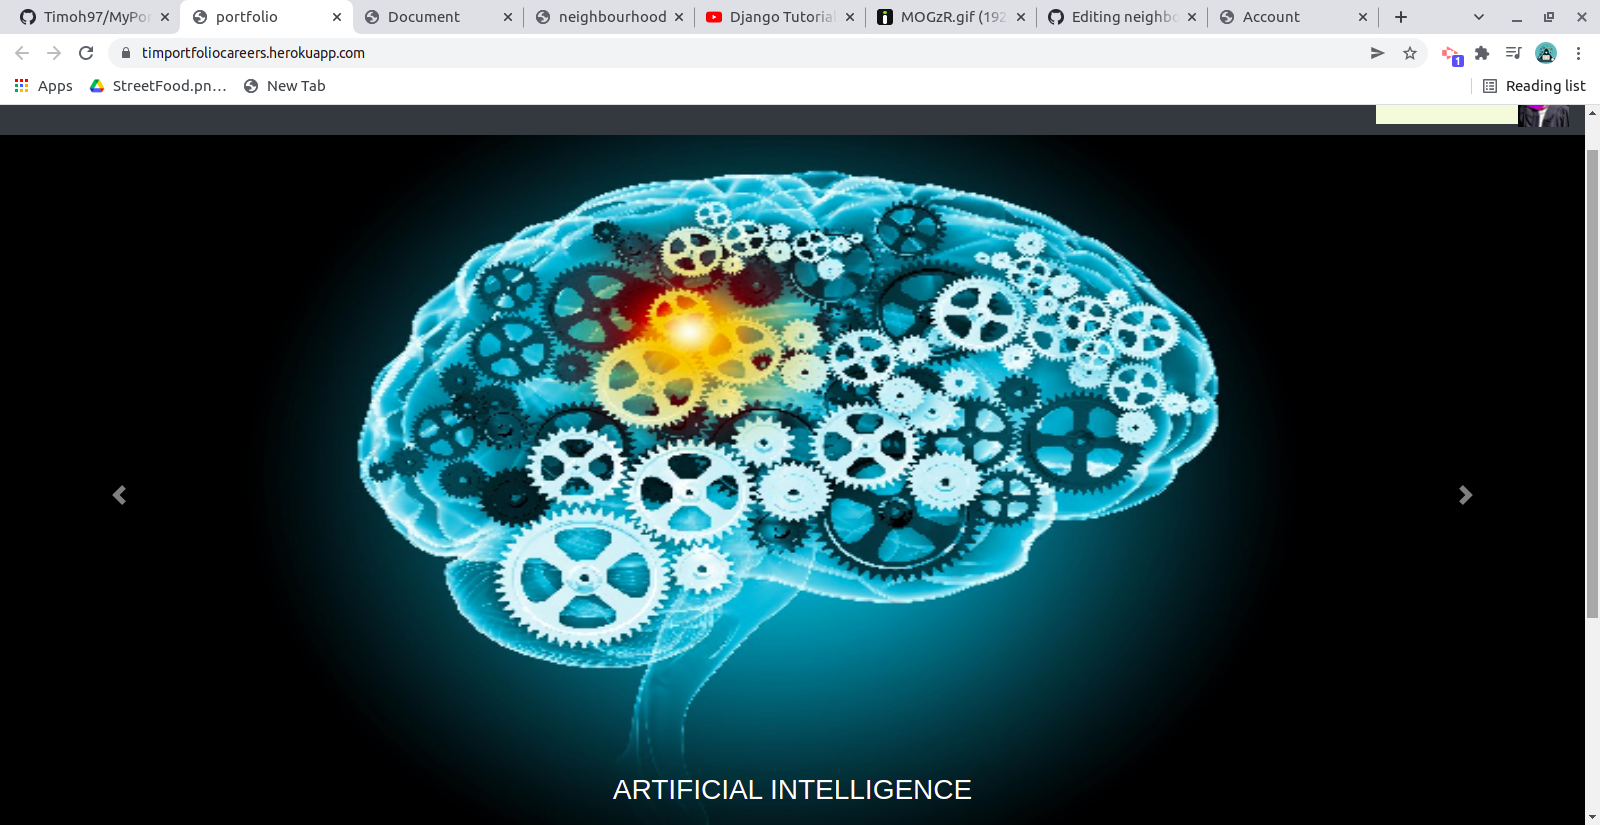 Timoh97/MyPor
portfolio
Document
neighbourhood
Django Tutorial
MOGzR.gif (192
Editing neighbo
Account
timportfoliocareers.herokuapp.com
1
Apps
StreetFood.pn...
New Tab
Reading list
ARTIFICIAL INTELLIGENCE